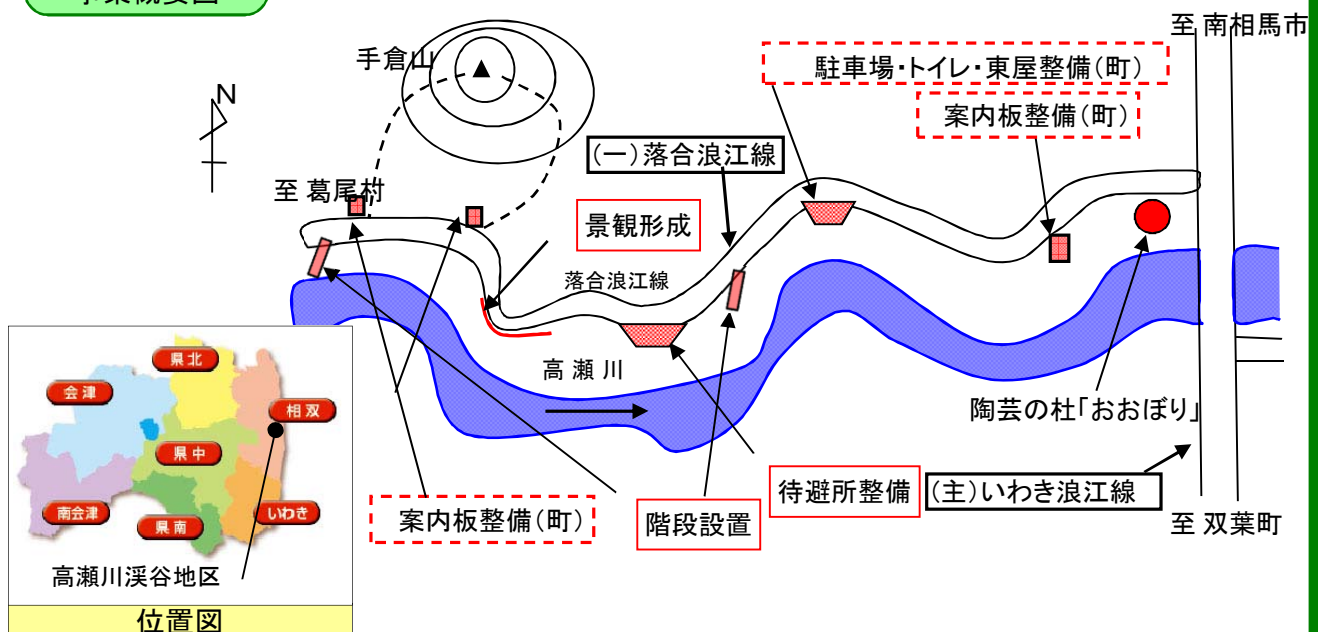 事業概要図
至 南相馬市
手倉山
駐車場・トイレ・東屋整備(町)
案内板整備(町)
N
(一)落合浪江線
至 葛尾村
景観形成
落合浪江線
高 瀬 川
陶芸の杜「おおぼり」
待避所整備
(主)いわき浪江線
案内板整備(町)
階段設置
至 双葉町
県北
会津
相双
県中
南会津
県南
いわき
高瀬川渓谷地区
位置図